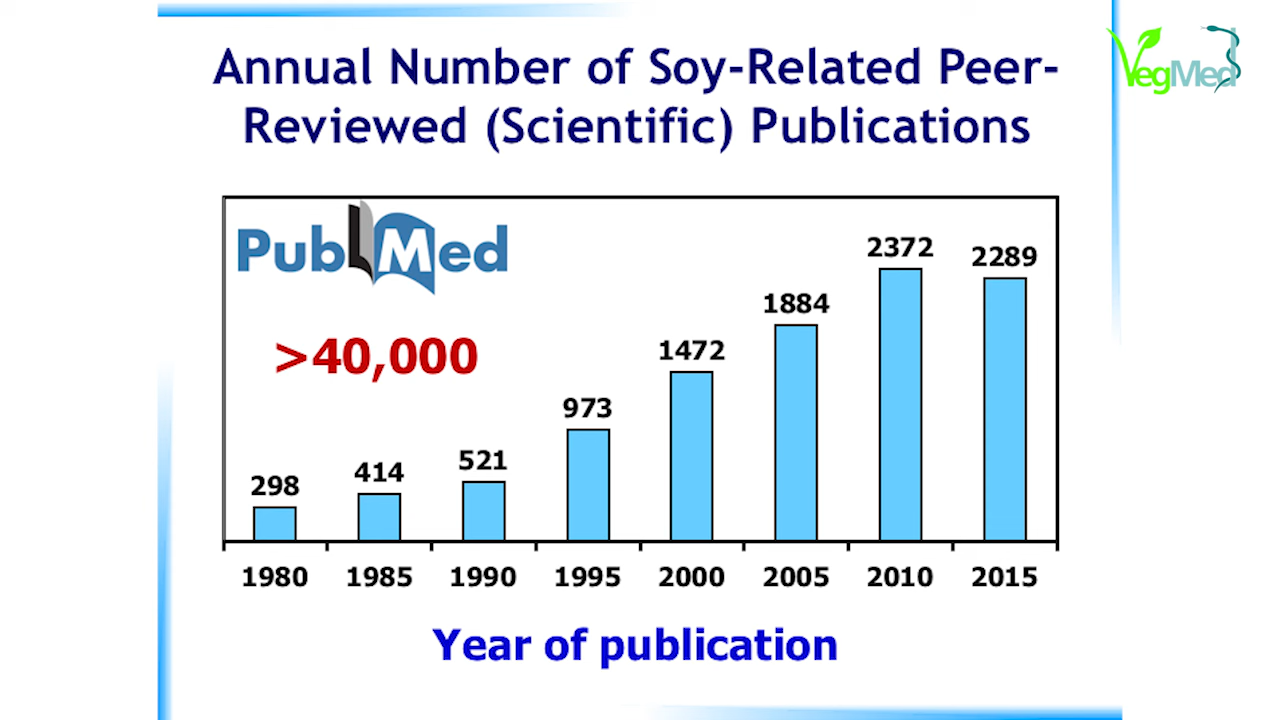 Annual Number of Soy-Related Peer-
Reviewed (Scientific) Publications
VegMed
PubMed
>40,000
298
414
521
973
1472
1884
2372
2289
1980 1985 1990 1995 2000 2005 2010 2015
Year of publication